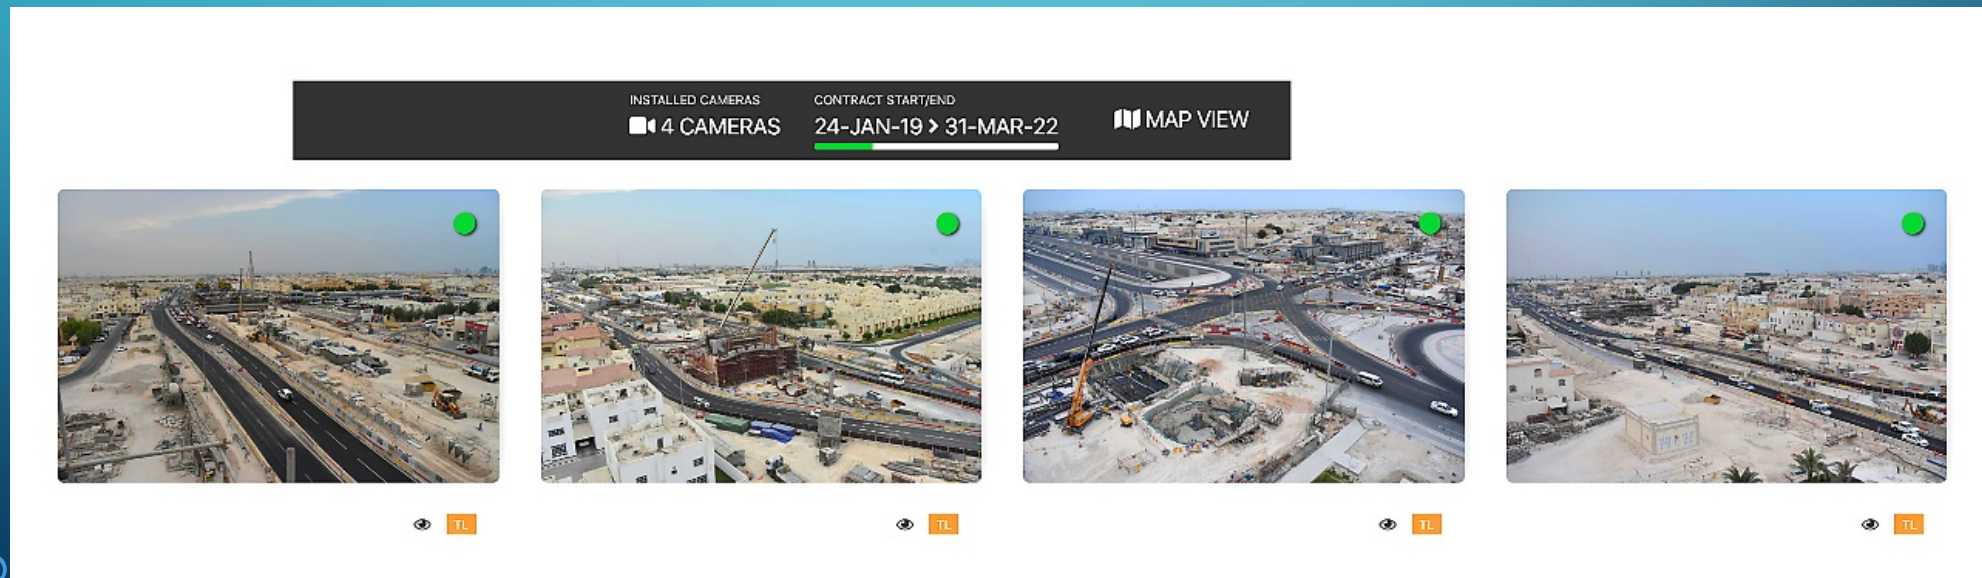 INSTALLED CAMERAS
4 CAMERAS
CONTRACT START/END
24-JAN-19 > 31-MAR-22
MAP VIEW
TL
TL
TL
TL